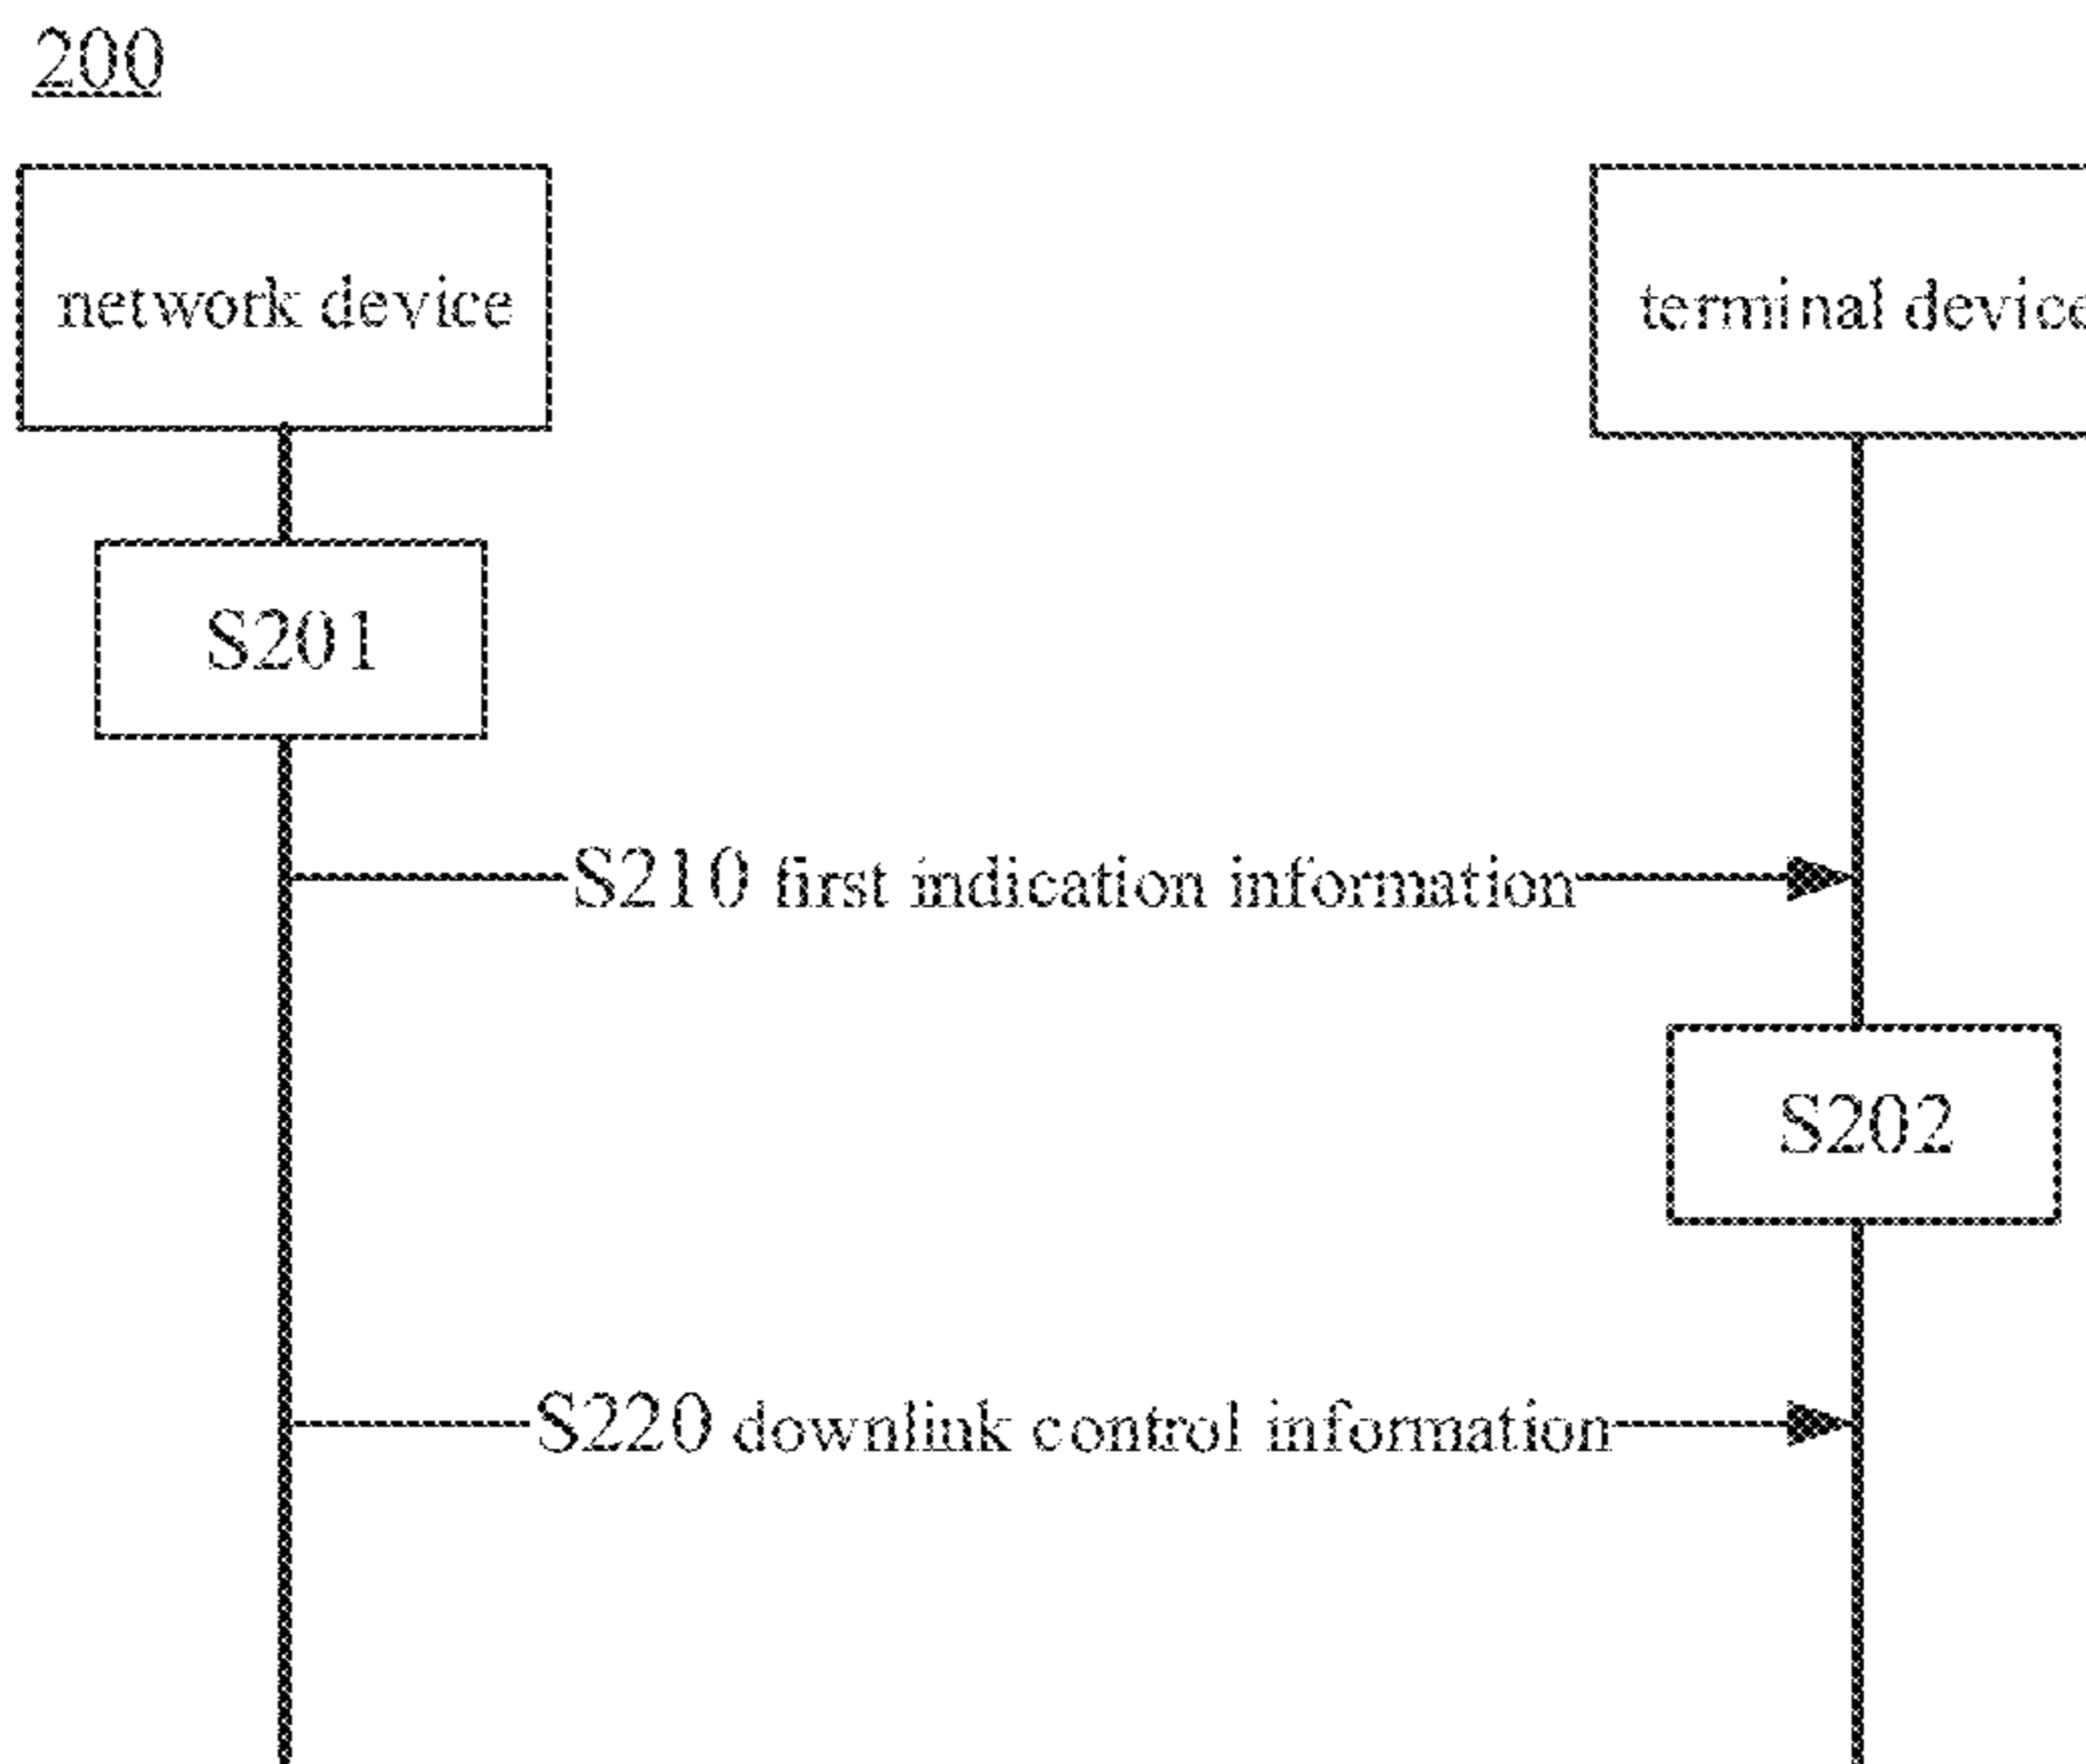 200
network device
terminal device
S201
S210 first indication information
S202
S220 downlink control information